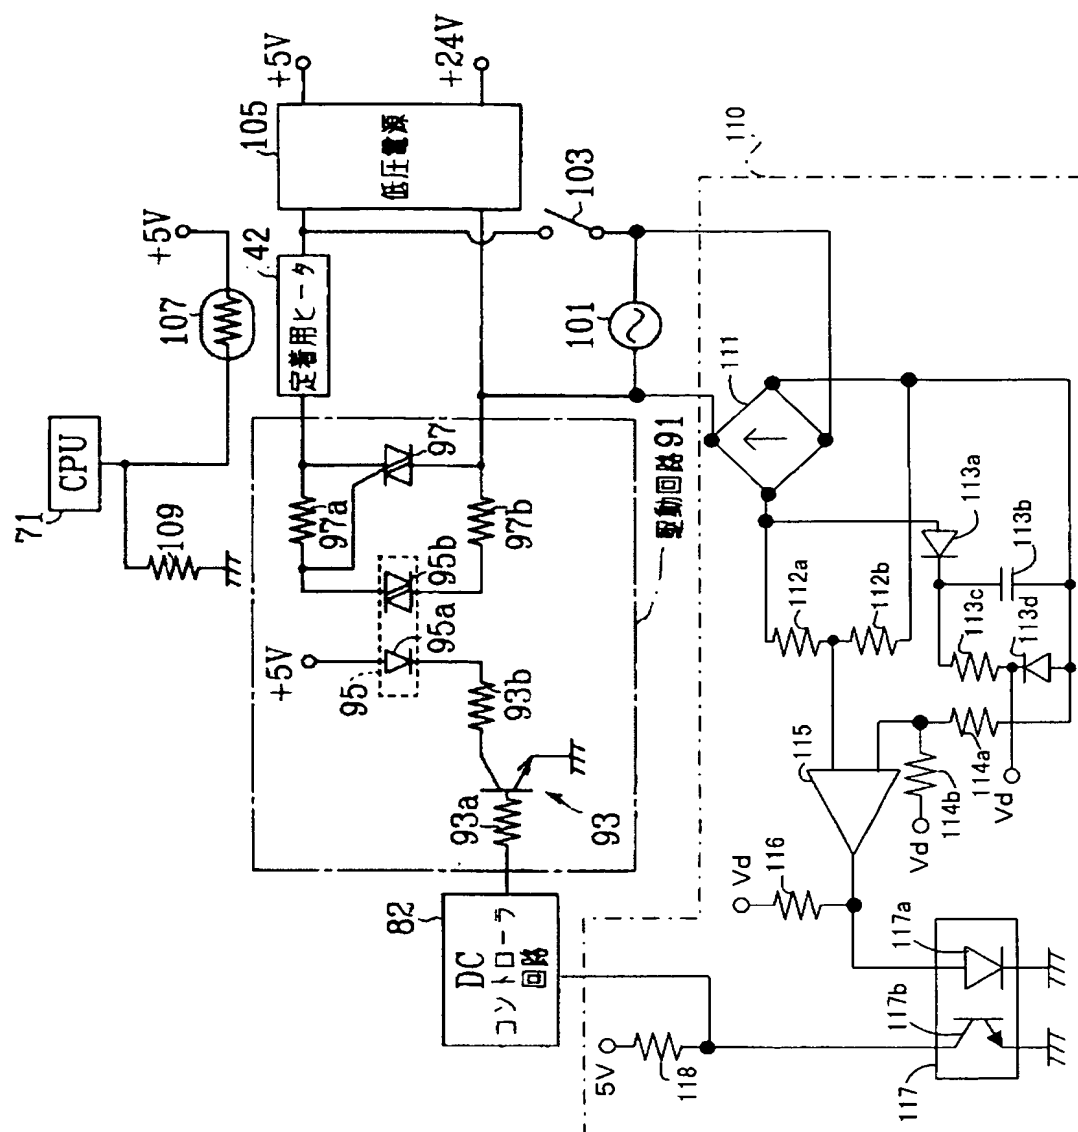 +5V
+24V
105
低圧電源
110
103
+5V
107
42
定着用ヒータ
101
111
71
CPU
109
97a
97
97b
駆動回路91
95b
95a
+5V
95
93b
93a
93
112a
112b
113a
113b
113c
113d
114a
Vd
114b
Vd
115
Vd
116
82
DC
コントローラ
回路
5V
118
117a
117b
117